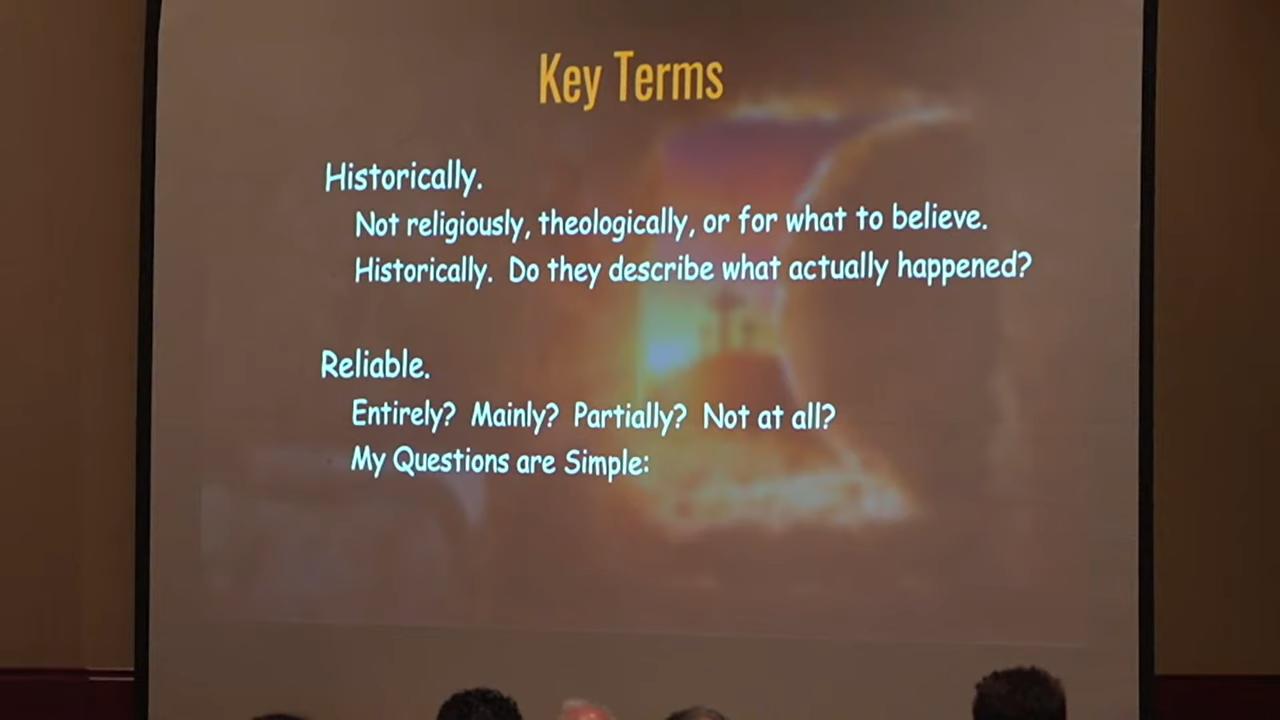 Key Terms
Historically.
Not religiously, theologically, or for what to believe.
Historically. Do they describe what actually happened?
Reliable.
Entirely? Mainly? Partially? Not at all?
My Questions are Simple: